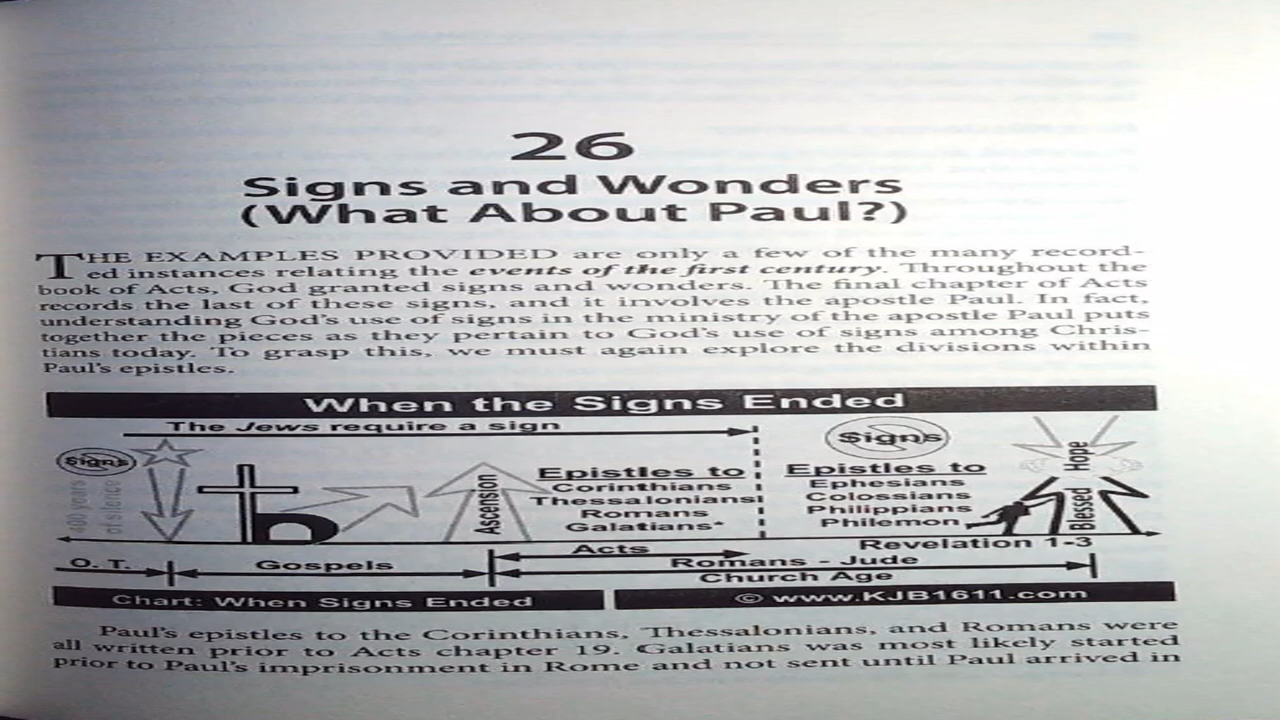 26
Signs and Wonders
(What About Paul?)
THE EXAMPLES PROVIDED are only a few of the many record-
ed instances relating the events of the first century. Throughout the
book of Acts, God granted signs and wonders. The final chapter of Acts
records the last of these signs, and it involves the apostle Paul. In fact,
understanding God's use of signs in the ministry of the apostle Paul puts
together the pieces as they pertain to God's use of signs among Chris-
tians today. To grasp this, we must again explore the divisions within
Paul's epistles.
When the Signs Ended
The Jews require a sign
Signs
400 years
of silence
Ascension
Epistles to
Corinthians
Thessalonians
Romans
Galatians*
Signs
Epistles to
Ephesians
Colossians
Philippians
Philemon
Blessed Hope
Acts
Revelation 1-3
O. T.
Gospels
Romans - Jude
Church Age
Chart: When Signs Ended
© www.KJB1611.com
Paul's epistles to the Corinthians, Thessalonians, and Romans were
all written prior to Acts chapter 19. Galatians was most likely started
prior to Paul's imprisonment in Rome and not sent until Paul arrived in